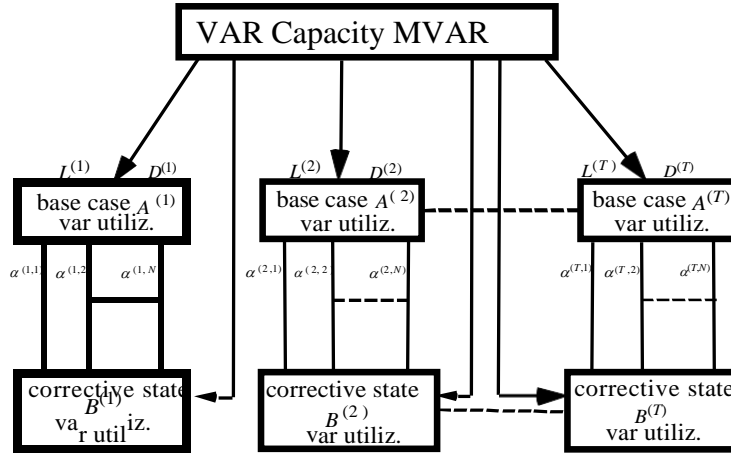 VAR Capacity MVAR
L^(1) D^(1) L^(2) D^(2) L^(T) D^(T)
base case A^(1)
var utiliz.
base case A^(2)
var utiliz.
base case A^(T)
var utiliz.
α^(1,1) α^(1,2 α^(1,N) α^(2,1) α^(2,2 α^(2,N) α^(T,1) α^(T,2) α^(T,N)
corrective state
B^(1)
var utiliz.
corrective state
B^(2)
var utiliz.
corrective state
B^(T)
var utiliz.